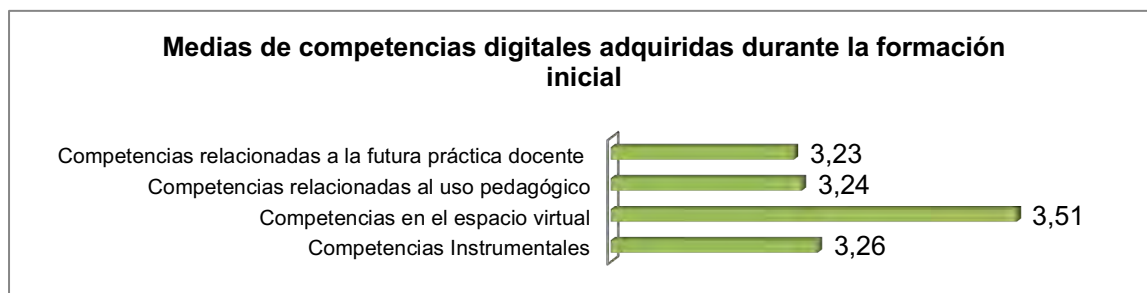 Medias de competencias digitales adquiridas durante la formación
inicial
Competencias relacionadas a la futura práctica docente 3,23
Competencias relacionadas al uso pedagógico 3,24
Competencias en el espacio virtual 3,51
Competencias Instrumentales 3,26